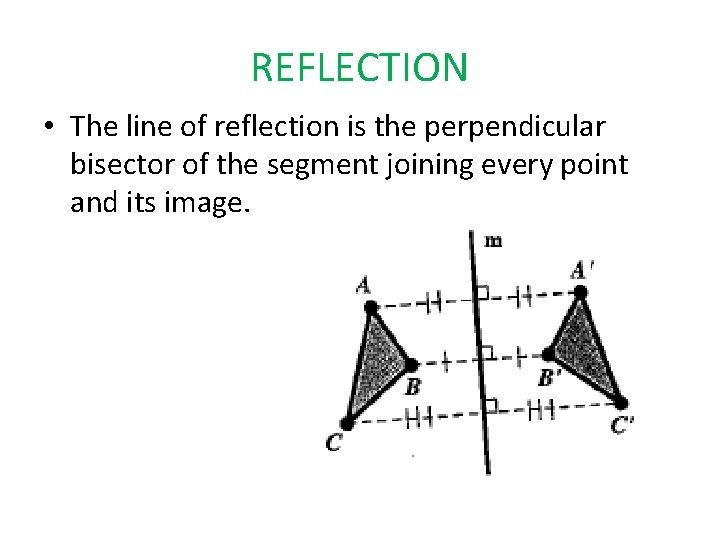 REFLECTION
• The line of reflection is the perpendicular
bisector of the segment joining every point
and its image.
m
A A'
B B'
C C'